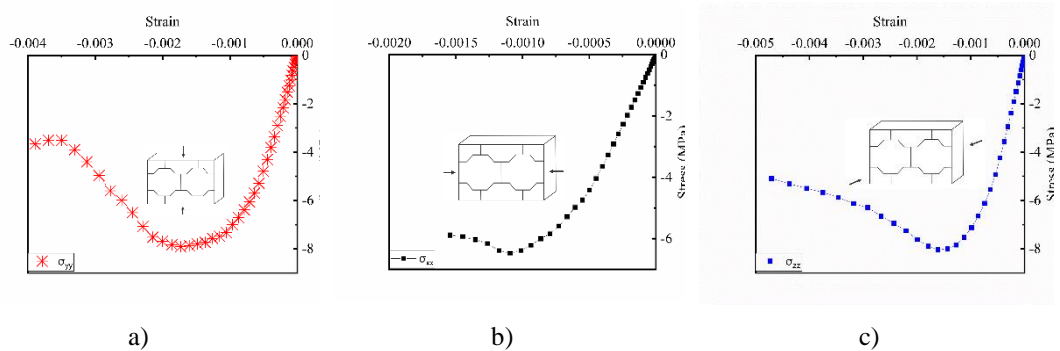 Strain
-0.004 -0.003 -0.002 -0.001 0.000
0
-2
-4
-6
-8
σyy
a)
Strain
-0.0020 -0.0015 -0.0010 -0.0005 0.0000
0
-2
-4
-6
Stress (MPa)
σxx
b)
Strain
-0.005 -0.004 -0.003 -0.002 -0.001 0.000
0
-2
-4
-6
-8
Stress (MPa)
σzz
c)